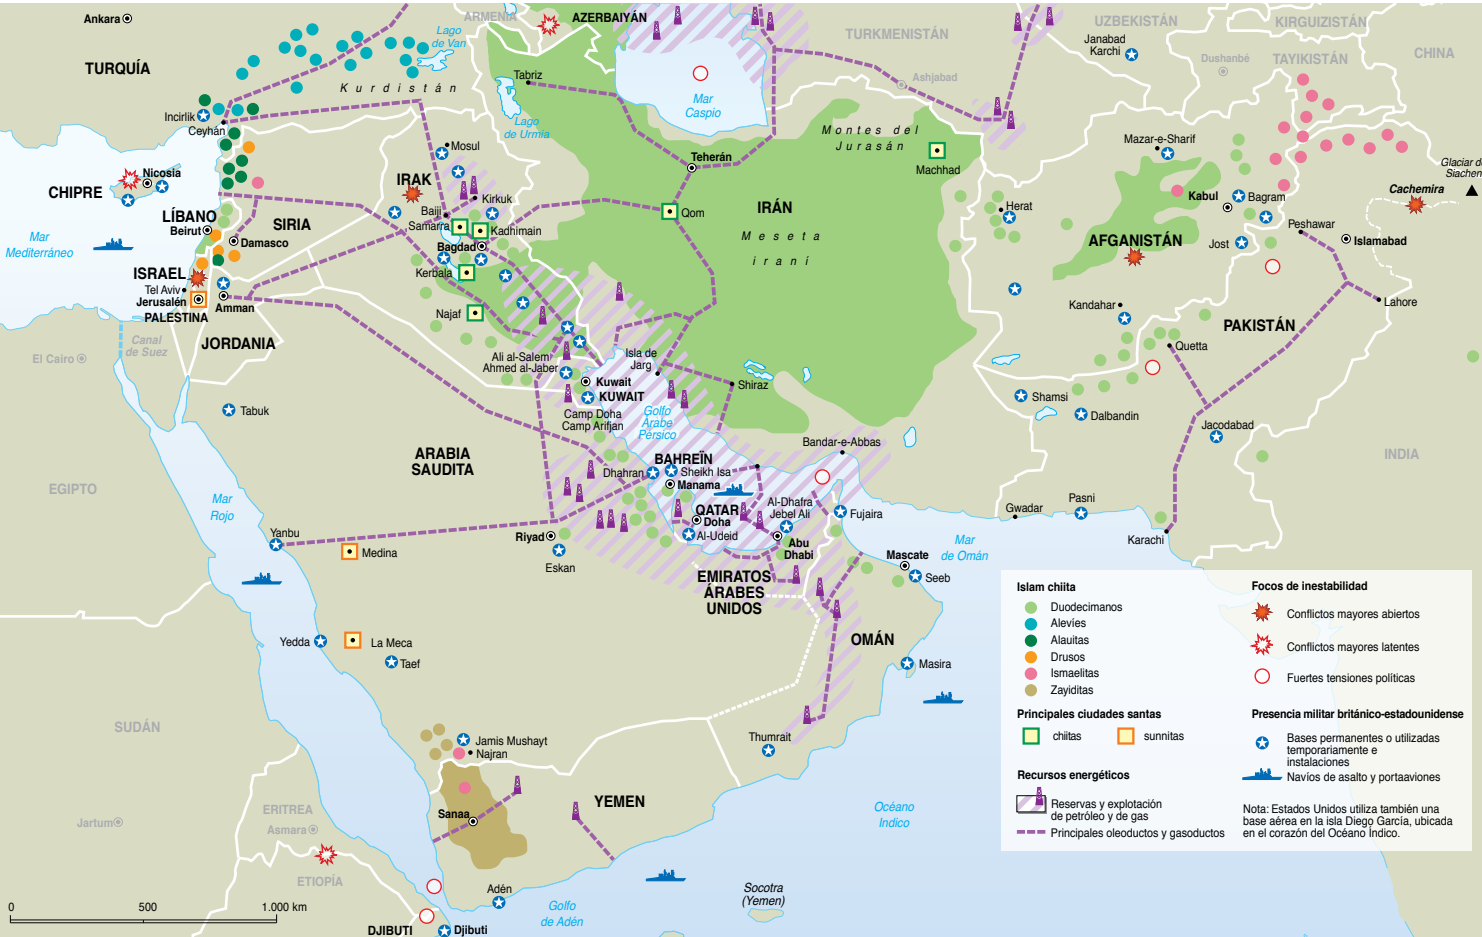 Ankara
ARMENIA
AZERBAIYÁN
UZBEKISTÁN
KIRGUIZISTÁN
Lago
de Van
TURKMENISTÁN
Janabad
Karchi
Dushanbé
TAYIKISTÁN
CHINA
TURQUÍA
Kurdistán
Tabriz
Ashjabad
Mar
Caspio
Incirlik
Ceyhán
Lago
de Urmia
Montes del
Jurasán
Mosul
Teherán
Machhad
Mazar-e-Sharif
Glaciar de
Siachen
Nicosia
CHIPRE
IRAK
Kirkuk
Kabul
Bagram
Cachemira
LÍBANO
Beirut
SIRIA
Baiji
Samarra
Kadhimain
Qom
IRÁN
Herat
Peshawar
Mar
Mediterráneo
Damasco
Bagdad
Meseta
iraní
AFGANISTÁN
Jost
Islamabad
ISRAEL
Tel Aviv
Jerusalén
PALESTINA
Amman
Kerbala
Najaf
Kandahar
Lahore
PAKISTÁN
Canal
de Suez
El Cairo
JORDANIA
Ali al-Salem
Ahmed al-Jaber
Isla de
Jarg
Quetta
Kuwait
KUWAIT
Shiraz
Shamsi
Tabuk
Camp Doha
Camp Arifjan
Golfo
Árabe
Pérsico
Dalbandin
Jacodabad
ARABIA
SAUDITA
Bandar-e-Abbas
INDIA
BAHREÏN
Dhahran
Sheikh Isa
Manama
EGIPTO
Mar
Rojo
QATAR
Doha
Al-Udeid
Al-Dhafra
Jebel Ali
Fujaira
Gwadar
Pasni
Yanbu
Medina
Riyad
Eskan
Abu
Dhabi
Mar
de Omán
Karachi
Mascate
Seeb
EMIRATOS
ÁRABES
UNIDOS
Yedda
La Meca
Taef
OMÁN
Masira
SUDÁN
Jamis Mushayt
Najran
Thumrait
ERITREA
Jartum
Asmara
Sanaa
YEMEN
Océano
Indico
ETIOPÍA
Adén
Golfo
de Adén
Socotra
(Yemen)
DJIBUTI
Djibuti
0
500
1.000 km
Islam chiita
Duodecimanos
Alevíes
Alauitas
Drusos
Ismaelitas
Zayiditas
Principales ciudades santas
chiitas
sunnitas
Recursos energéticos
Reservas y explotación
de petróleo y de gas
Principales oleoductos y gasoductos
Focos de inestabilidad
Conflictos mayores abiertos
Conflictos mayores latentes
Fuertes tensiones políticas
Presencia militar británico-estadounidense
Bases permanentes o utilizadas
temporariamente e
instalaciones
Navíos de asalto y portaaviones
Nota: Estados Unidos utiliza también una
base aérea en la isla Diego García, ubicada
en el corazón del Océano Índico.